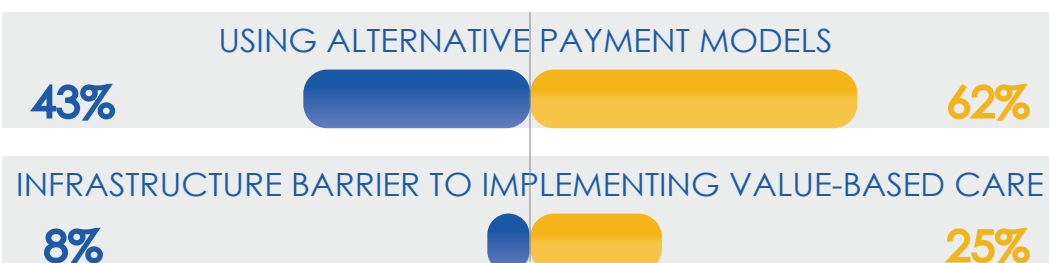 USING ALTERNATIVE PAYMENT MODELS
43% 62%
INFRASTRUCTURE BARRIER TO IMPLEMENTING VALUE-BASED CARE
8% 25%